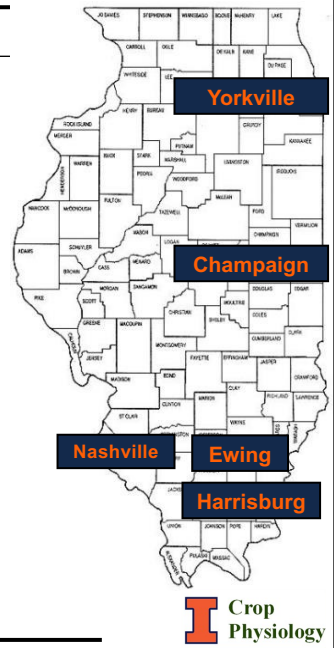 JO DAVIESS STEPHENSON WINNEBAGO BOONE McHENRY LAKE
CARROLL OGLE DE KALB KANE
DU PAGE
WHITESIDE LEE
Yorkville
HENRY BUREAU
ROCK ISLAND GRUNDY
MERCER PUTNAM KANKAKEE
KNOX STARK MARSHALL LIVINGSTON
WARREN PEORIA IROQUOIS
HENDERSON WOODFORD
FULTON McLEAN
HANCOCK McDONOUGH TAZEWELL FORD
MASON CHAMPAIGN VERMILION
ADAMS SCHUYLER LOGAN
Champaign
BROWN CASS MENARD
MORGAN SANGAMON DOUGLAS EDGAR
PIKE SCOTT MOULTRIE
CHRISTIAN COLES
GREENE MACOUPIN SHELBY
CALHOUN CUMBERLAND CLARK
JERSEY MONTGOMERY
FAYETTE EFFINGHAM JASPER
MADISON BOND CRAWFORD
CLAY
CLINTON MARION RICHLAND LAWRENCE
ST CLAIR WAYNE
Nashville
Ewing
Harrisburg
UNION JOHNSON POPE HARDIN
ALEXANDER PULASKI MASSAC
I Crop
Physiology